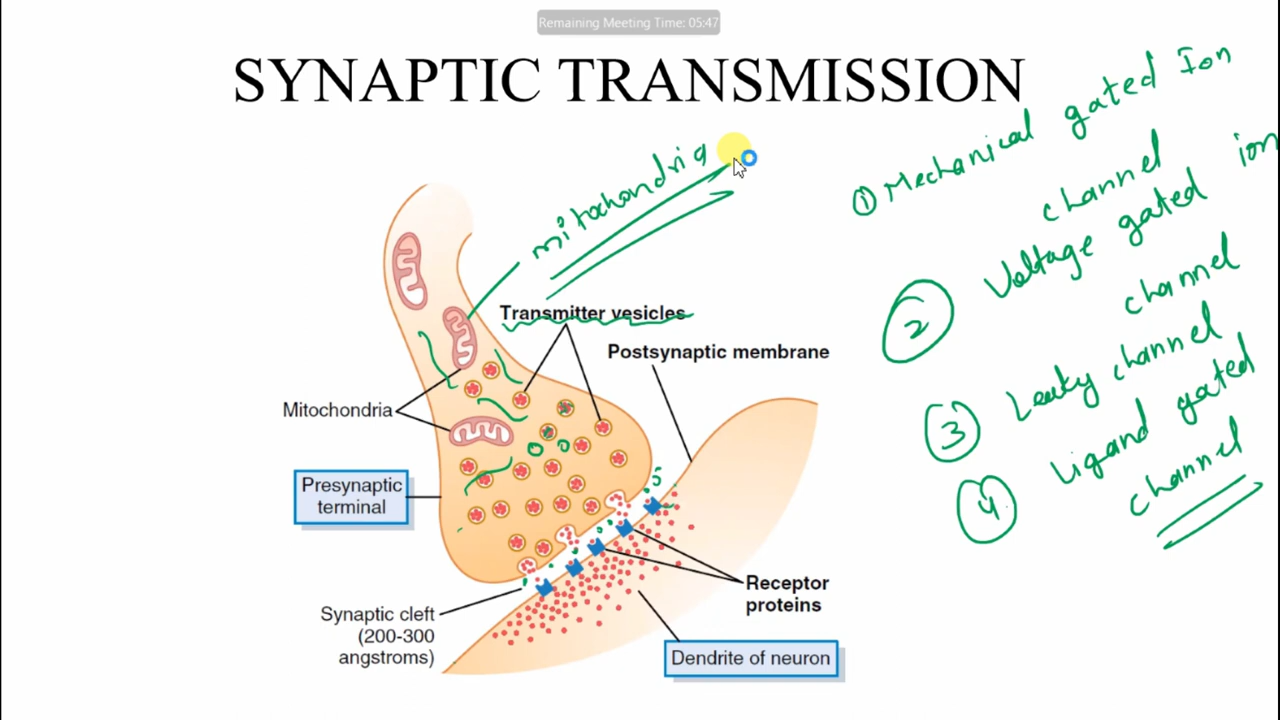 Remaining Meeting Time: 05:47
SYNAPTIC TRANSMISSION
mitochondria
Transmitter vesicles
Postsynaptic membrane
Mitochondria
Presynaptic
terminal
Synaptic cleft
(200-300
angstroms)
Receptor
proteins
Dendrite of neuron
① Mechanical gated Ion
channel
② Voltage gated ion
channel
③ Leaky channel
④ Ligand gated
channel